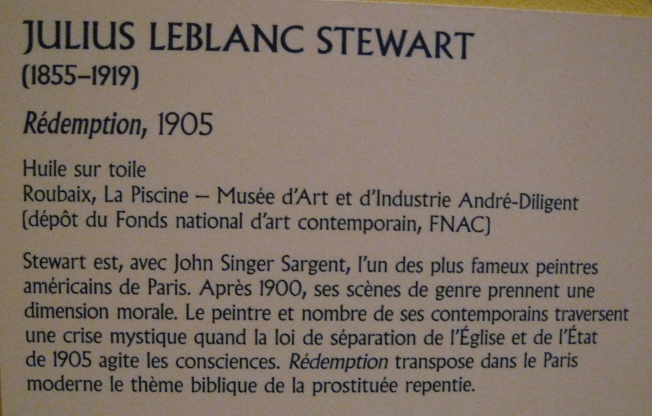 JULIUS LEBLANC STEWART
(1855–1919)
Rédemption, 1905
Huile sur toile
Roubaix, La Piscine – Musée d'Art et d'Industrie André-Diligent
(dépôt du Fonds national d'art contemporain, FNAC)
Stewart est, avec John Singer Sargent, l'un des plus fameux peintres
américains de Paris. Après 1900, ses scènes de genre prennent une
dimension morale. Le peintre et nombre de ses contemporains traversent
une crise mystique quand la loi de séparation de l'Église et de l'État
de 1905 agite les consciences. Rédemption transpose dans le Paris
moderne le thème biblique de la prostituée repentie.